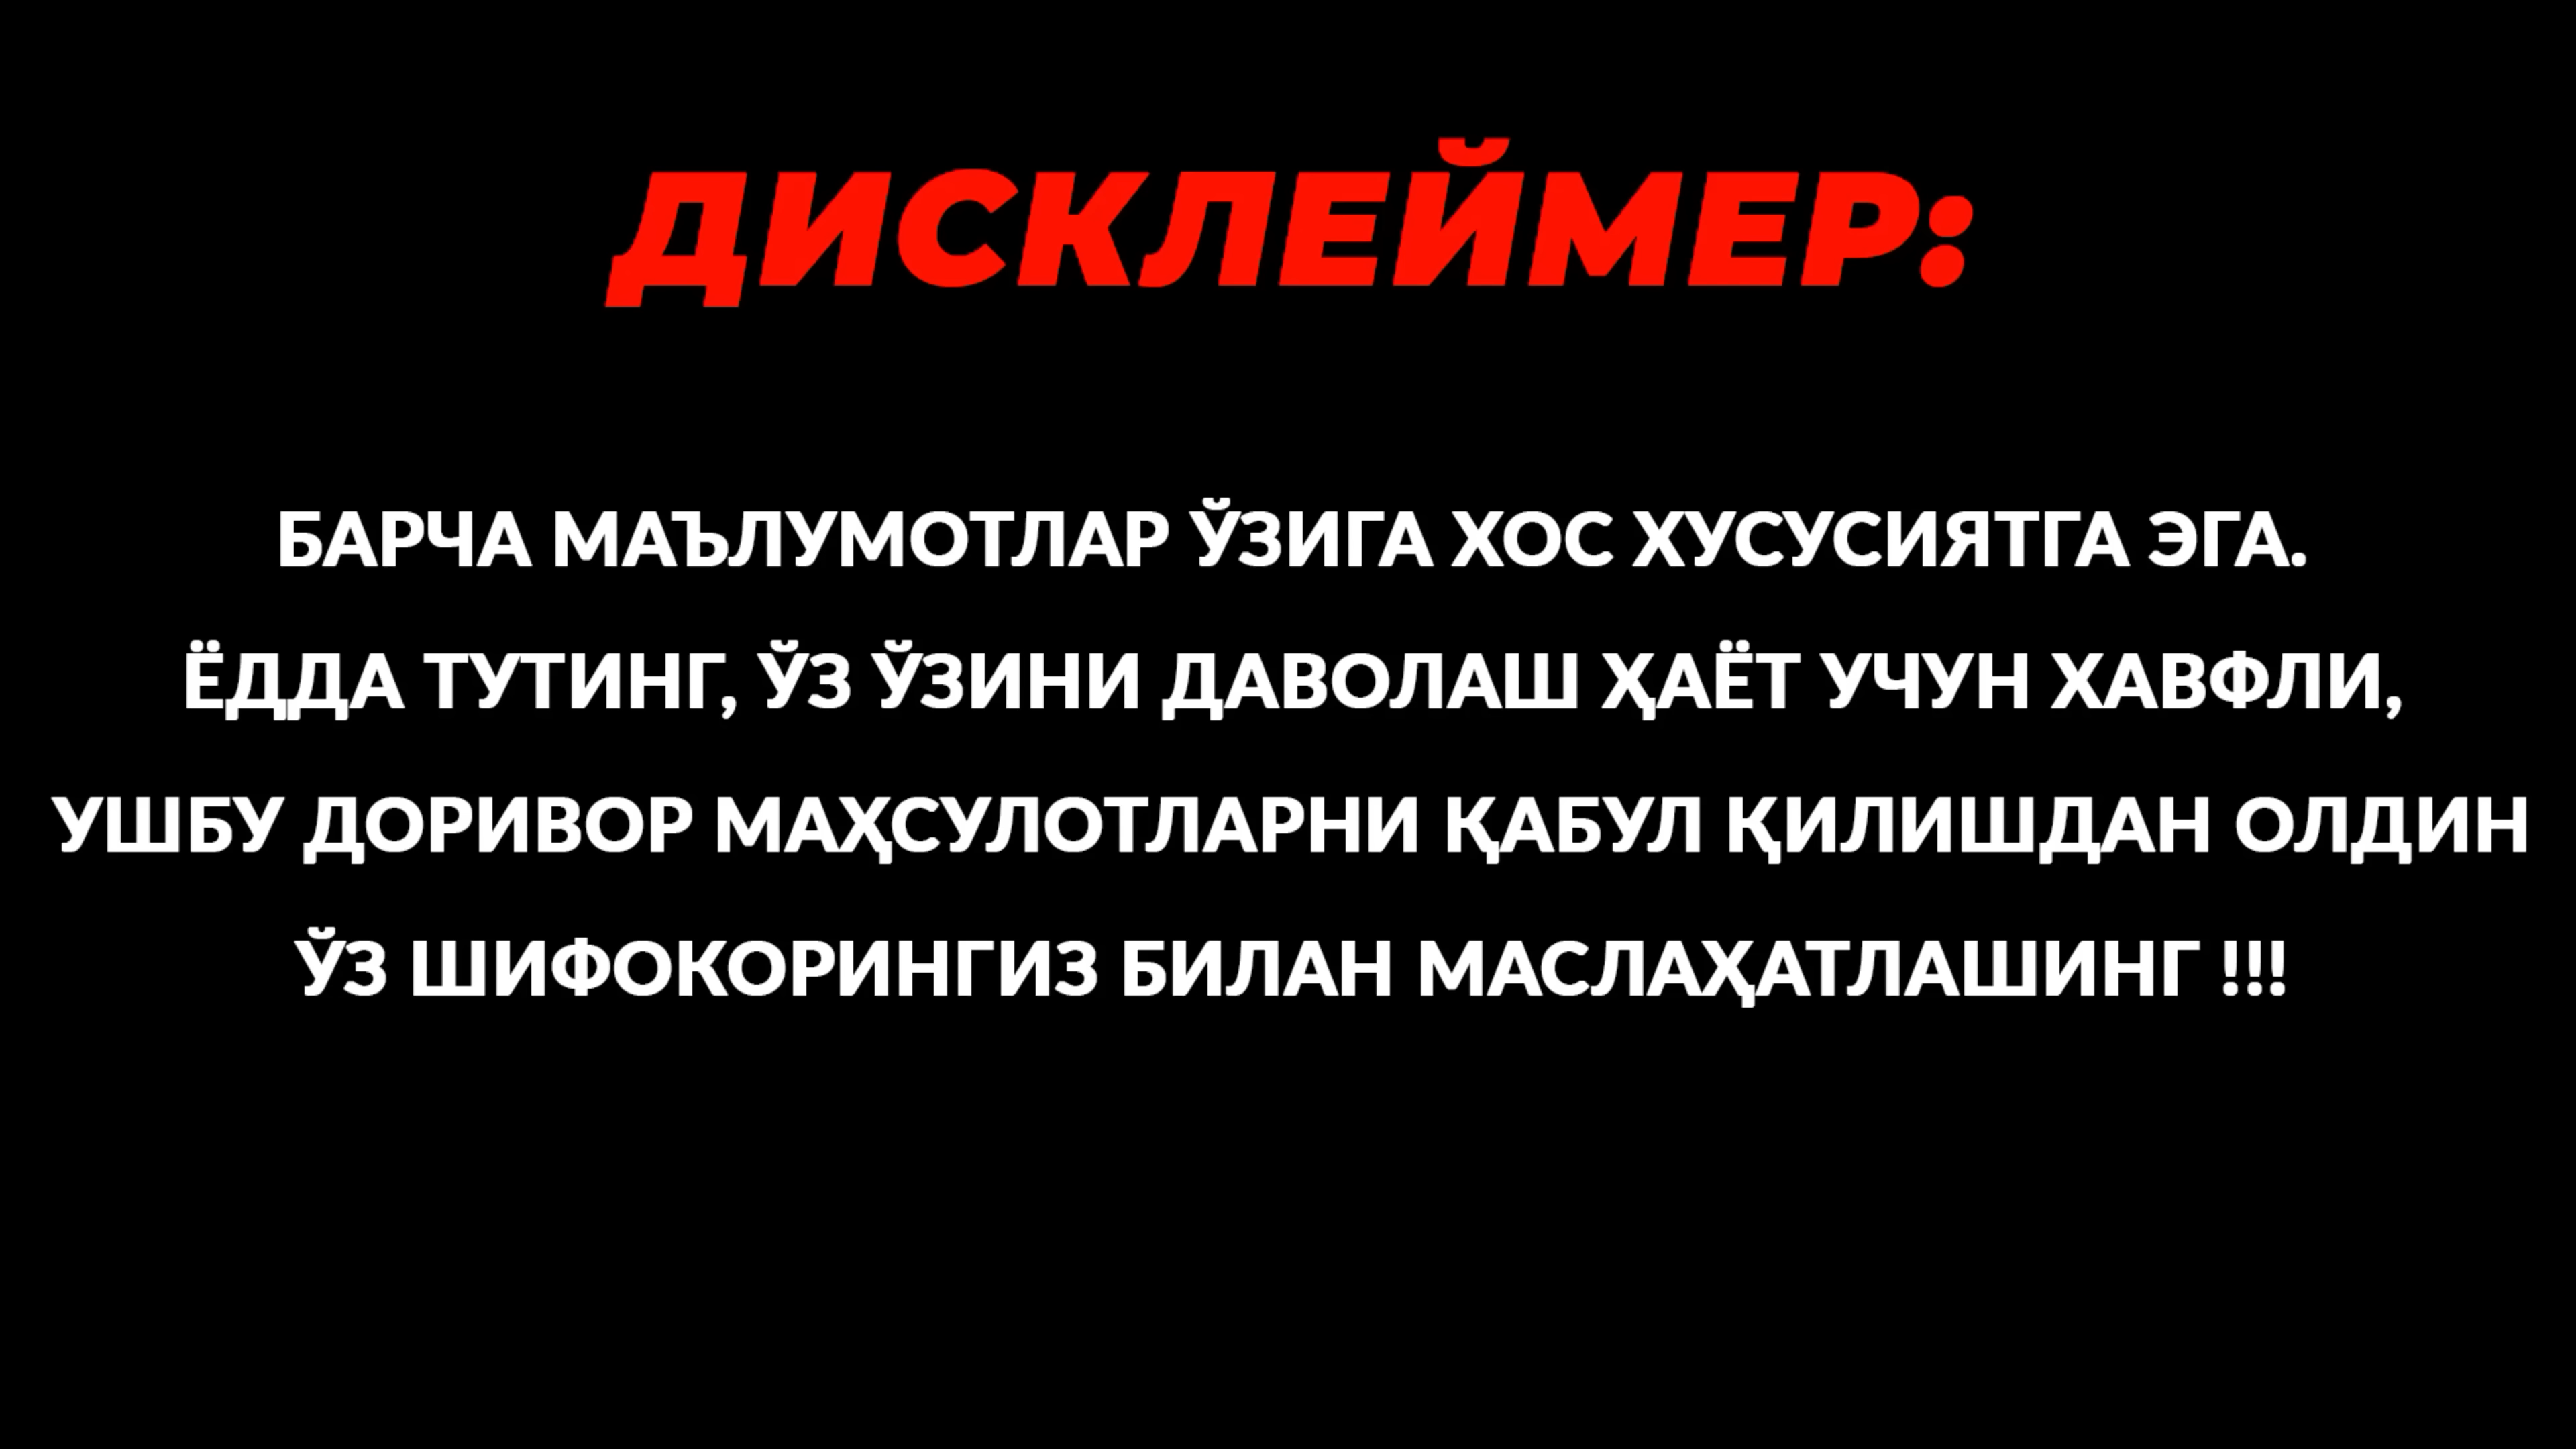 ДИСКЛЕЙМЕР:
БАРЧА МАЪЛУМОТЛАР ЎЗИГА ХОС ХУСУСИЯТГА ЭГА.
ЁДДА ТУТИНГ, ЎЗ ЎЗИНИ ДАВОЛАШ ҲАЁТ УЧУН ХАВФЛИ,
УШБУ ДОРИВОР МАҲСУЛОТЛАРНИ ҚАБУЛ ҚИЛИШДАН ОЛДИН
ЎЗ ШИФОКОРИНГИЗ БИЛАН МАСЛАҲАТЛАШИНГ !!!